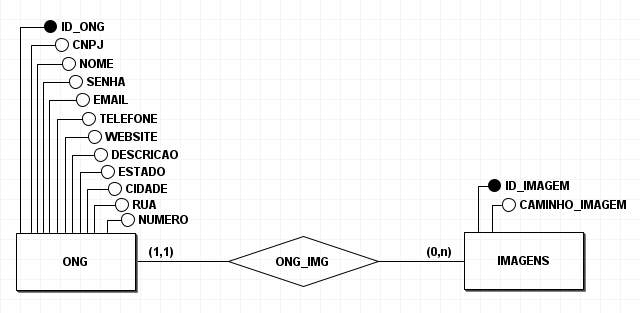 ID_ONG
CNPJ
NOME
SENHA
EMAIL
TELEFONE
WEBSITE
DESCRICAO
ESTADO
CIDADE
RUA
NUMERO
ID_IMAGEM
CAMINHO_IMAGEM
ONG
(1,1)
ONG_IMG
(0,n)
IMAGENS